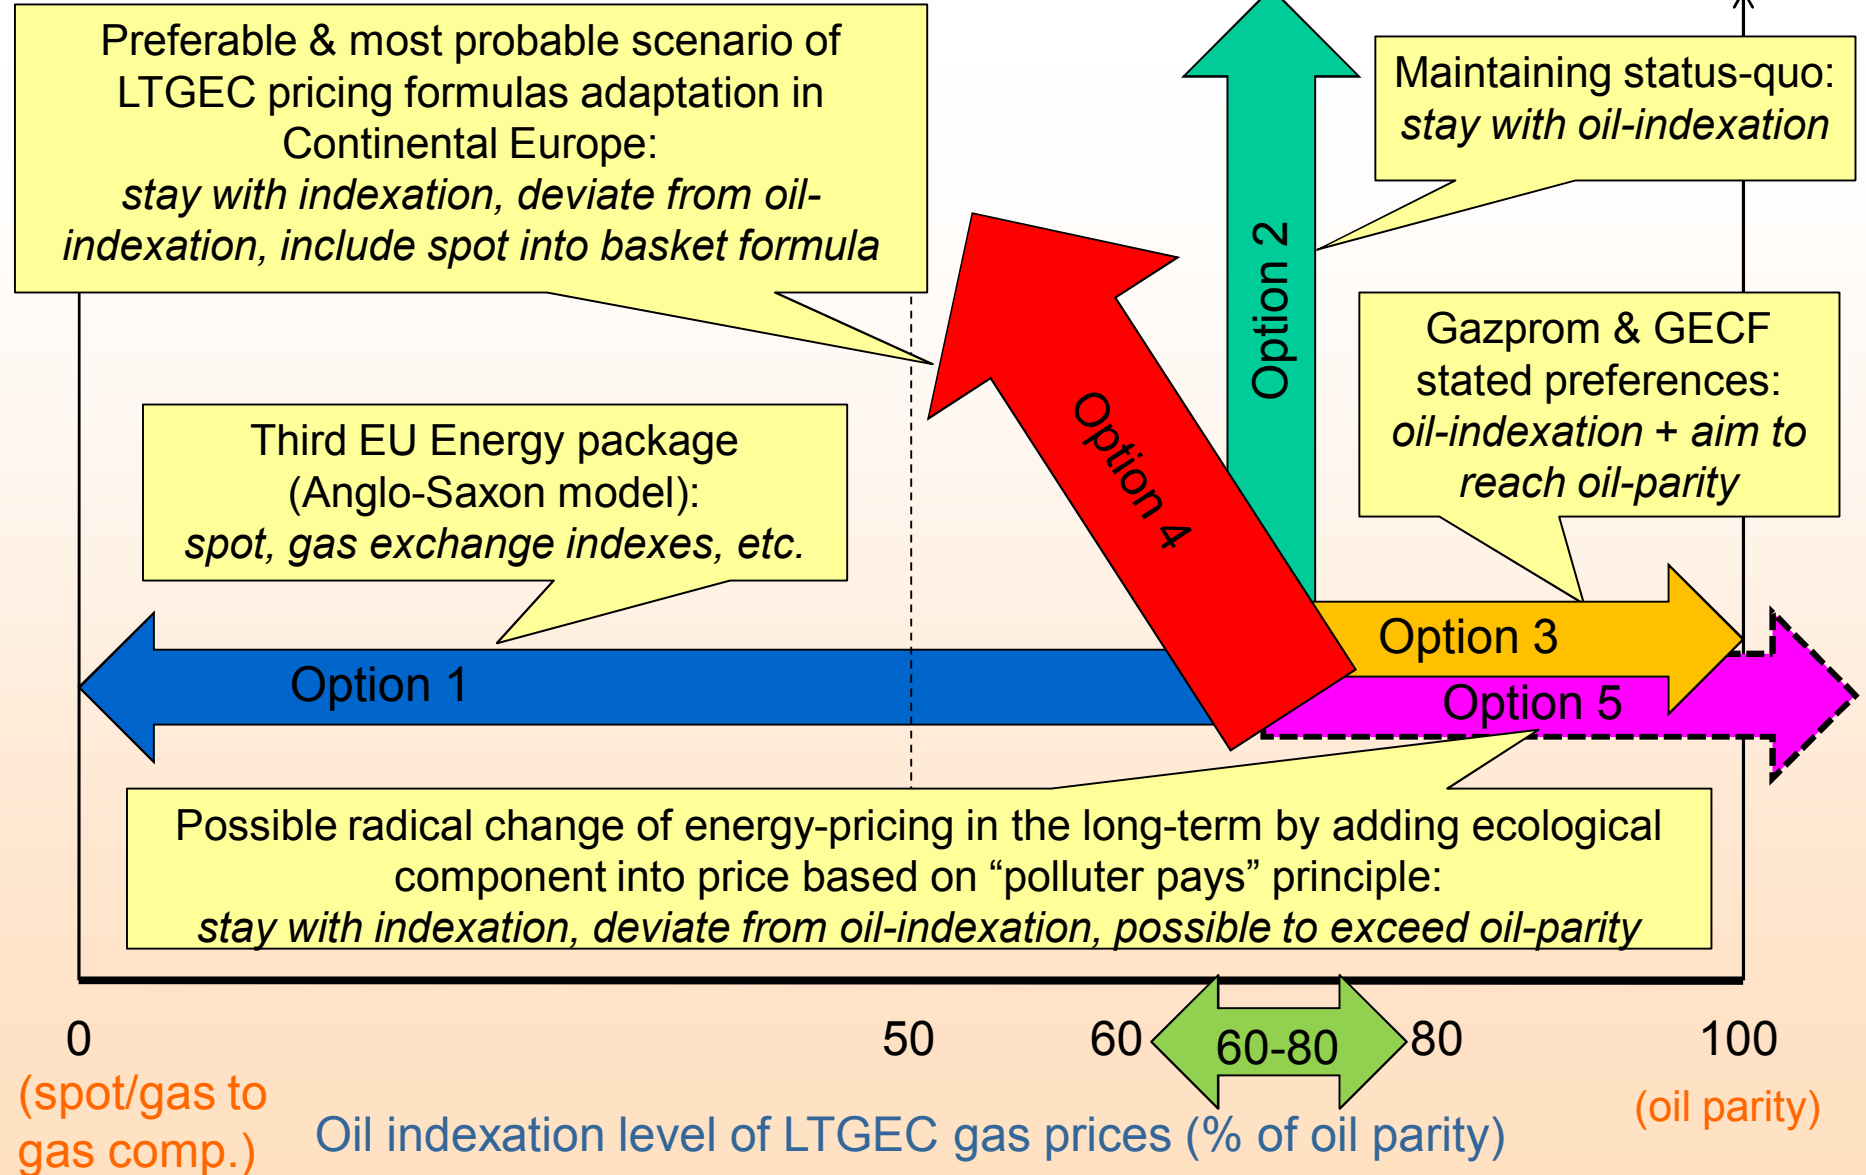 Preferable & most probable scenario of
LTGEC pricing formulas adaptation in
Continental Europe:
stay with indexation, deviate from oil-
indexation, include spot into basket formula
Maintaining status-quo:
stay with oil-indexation
Option 2
Gazprom & GECF
stated preferences:
oil-indexation + aim to
reach oil-parity
Option 4
Third EU Energy package
(Anglo-Saxon model):
spot, gas exchange indexes, etc.
Option 3
Option 1
Option 5
Possible radical change of energy-pricing in the long-term by adding ecological
component into price based on “polluter pays” principle:
stay with indexation, deviate from oil-indexation, possible to exceed oil-parity
0
50
60
60-80
80
100
(spot/gas to
gas comp.)
Oil indexation level of LTGEC gas prices (% of oil parity)
(oil parity)